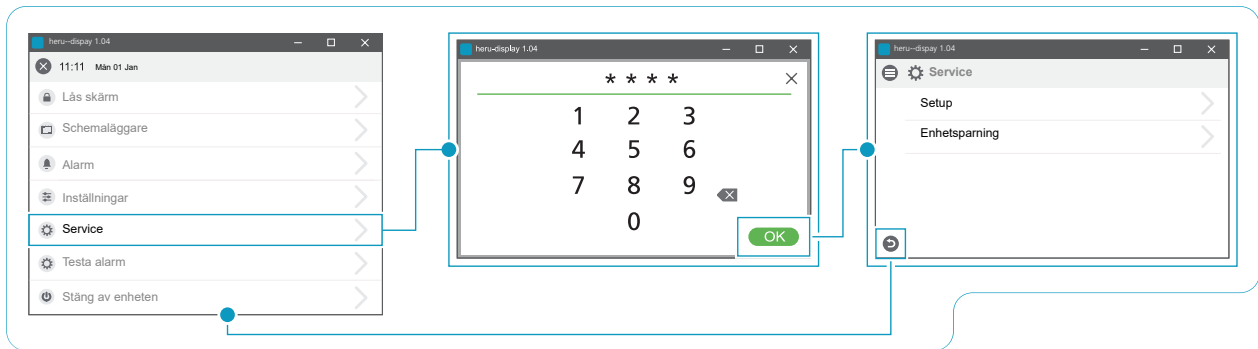 heru--dispay 1.04
11:11 Mån 01 Jan
Lås skärm
Schemaläggare
Alarm
Inställningar
Service
Testa alarm
Stäng av enheten
heru-display 1.04
* * * *
1 2 3
4 5 6
7 8 9
0
OK
heru--dispay 1.04
Service
Setup
Enhetsparning